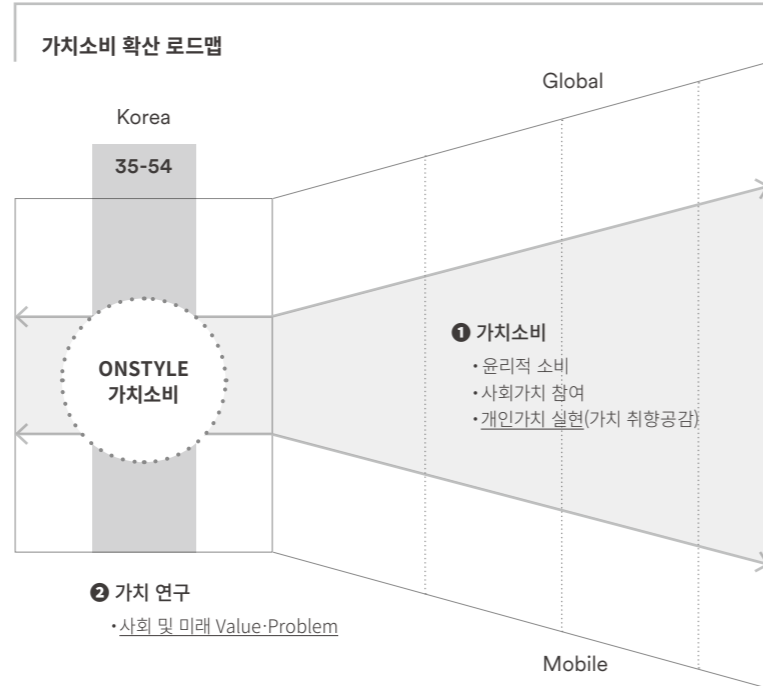 가치소비 확산 로드맵
Global
Korea
35-54
❶ 가치소비
• 윤리적 소비
• 사회가치 참여
• 개인가치 실현(가치 취향공감)
ONSTYLE
가치소비
❷ 가치 연구
• 사회 및 미래 Value·Problem
Mobile